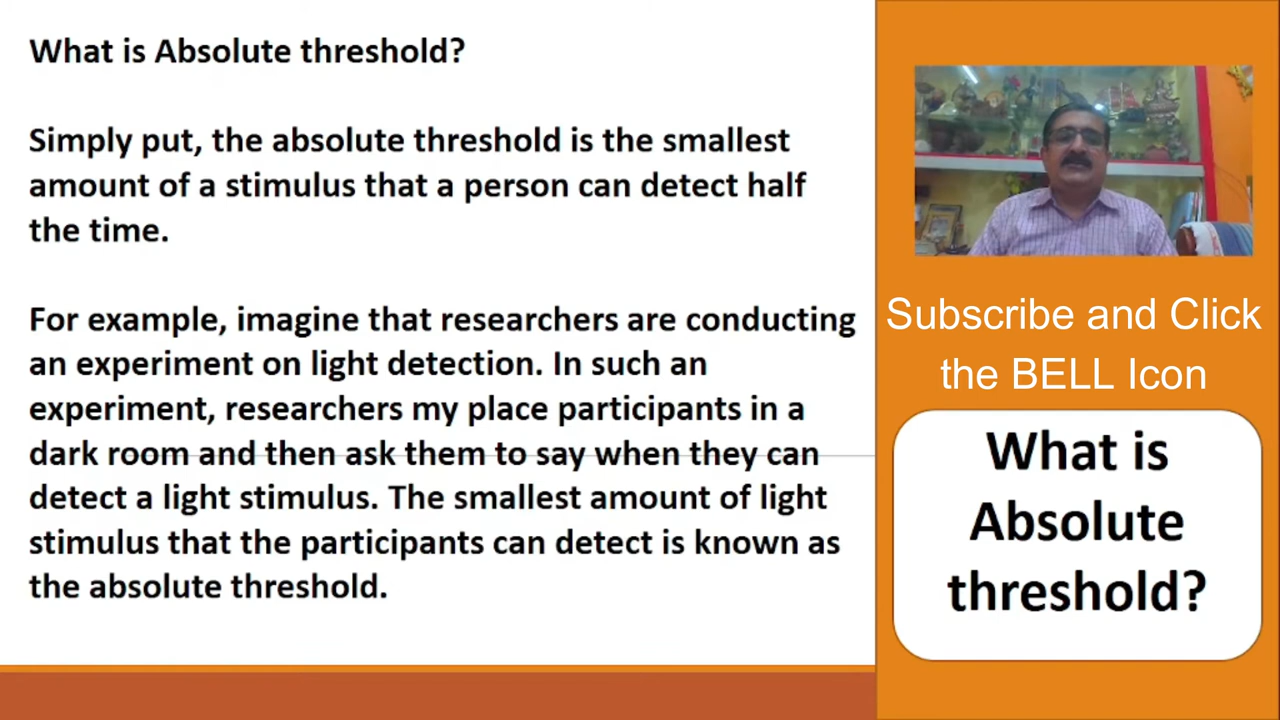 What is Absolute threshold?
Simply put, the absolute threshold is the smallest
amount of a stimulus that a person can detect half
the time.
For example, imagine that researchers are conducting
an experiment on light detection. In such an
experiment, researchers my place participants in a
dark room and then ask them to say when they can
detect a light stimulus. The smallest amount of light
stimulus that the participants can detect is known as
the absolute threshold.
Subscribe and Click
the BELL Icon
What is
Absolute
threshold?